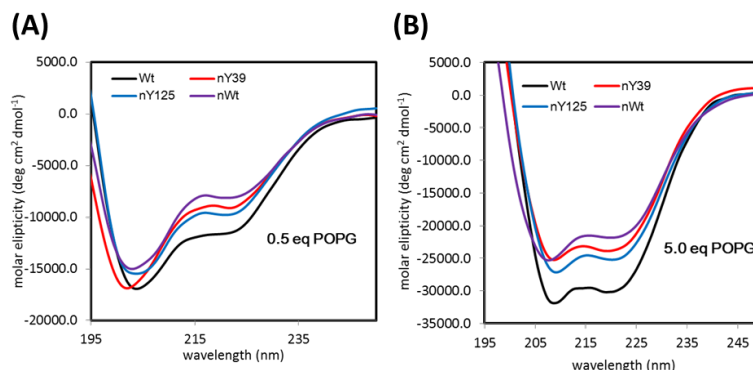 (A)
(B)
5000.0
0.0
-5000.0
-10000.0
-15000.0
-20000.0
molar elipticity (deg cm2 dmol-1)
Wt nY39
nY125 nWt
0.5 eq POPG
195 215 235
wavelength (nm)
5000.0
0.0
-5000.0
-10000.0
-15000.0
-20000.0
-25000.0
-30000.0
-35000.0
molar elipticity (deg cm2 dmol-1)
Wt nY39
nY125 nWt
5.0 eq POPG
195 205 215 225 235 245
wavelength (nm)